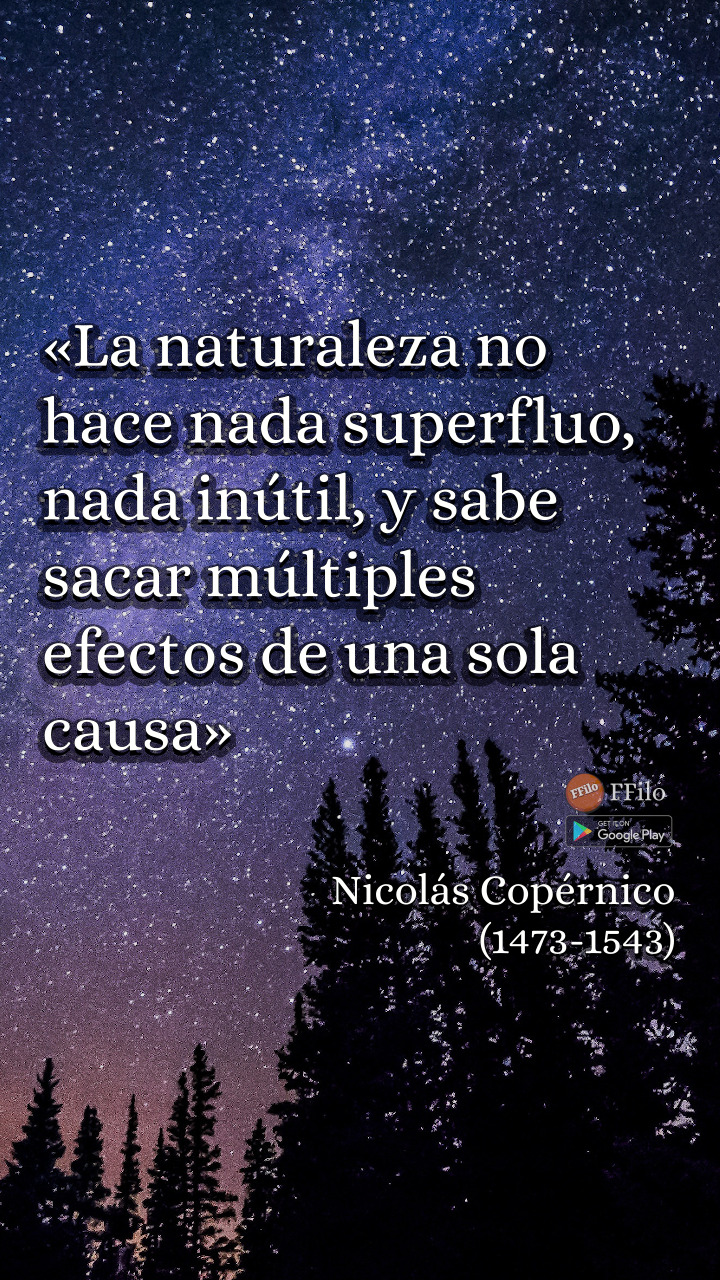 «La naturaleza no
hace nada superfluo,
nada inútil, y sabe
sacar múltiples
efectos de una sola
causa»
FFilo FFilo
GET IT ON
Google Play
Nicolás Copérnico
(1473-1543)